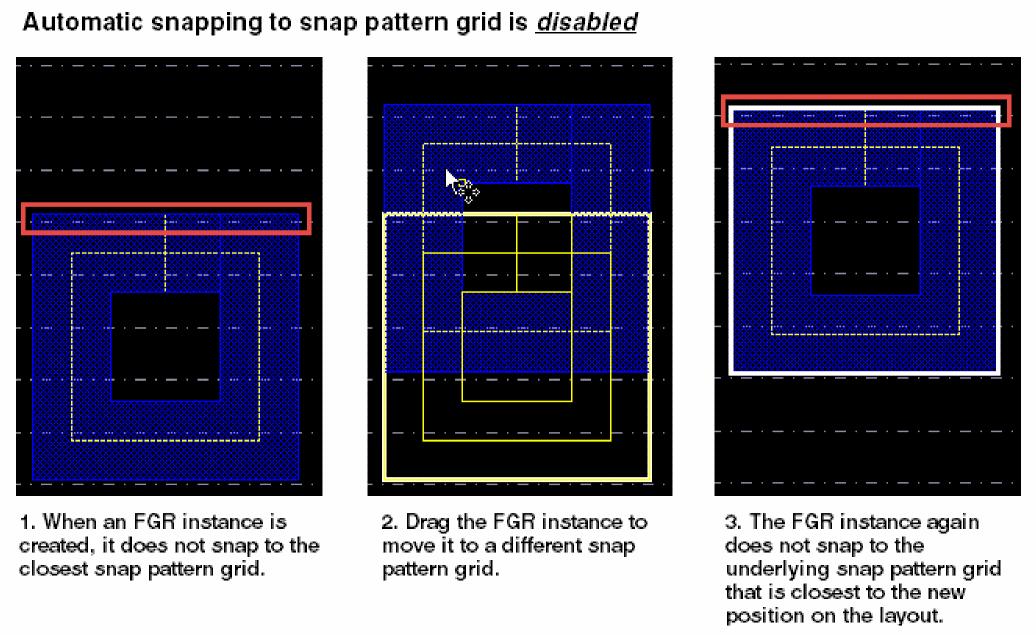 Automatic snapping to snap pattern grid is disabled
1. When an FGR instance is
created, it does not snap to the
closest snap pattern grid.
2. Drag the FGR instance to
move it to a different snap
pattern grid.
3. The FGR instance again
does not snap to the
underlying snap pattern grid
that is closest to the new
position on the layout.